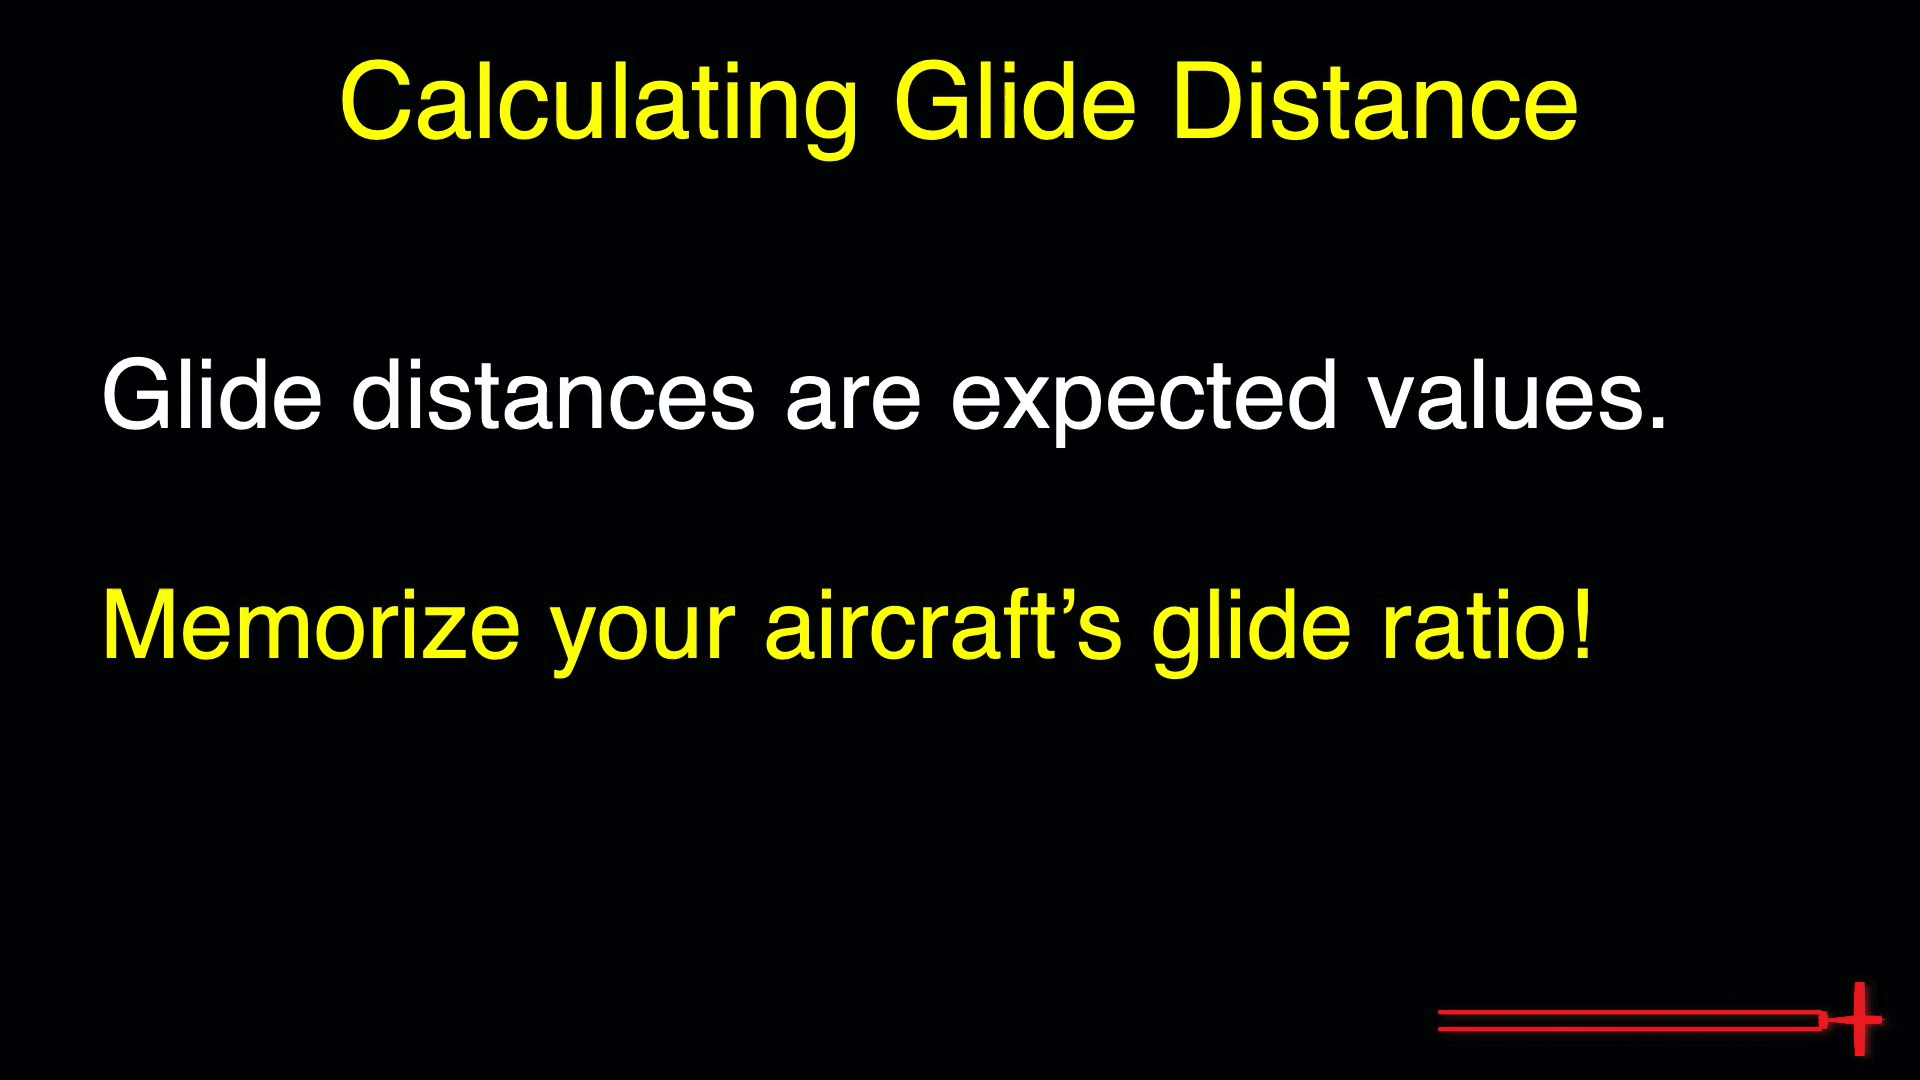 Calculating Glide Distance
Glide distances are expected values.
Memorize your aircraft’s glide ratio!